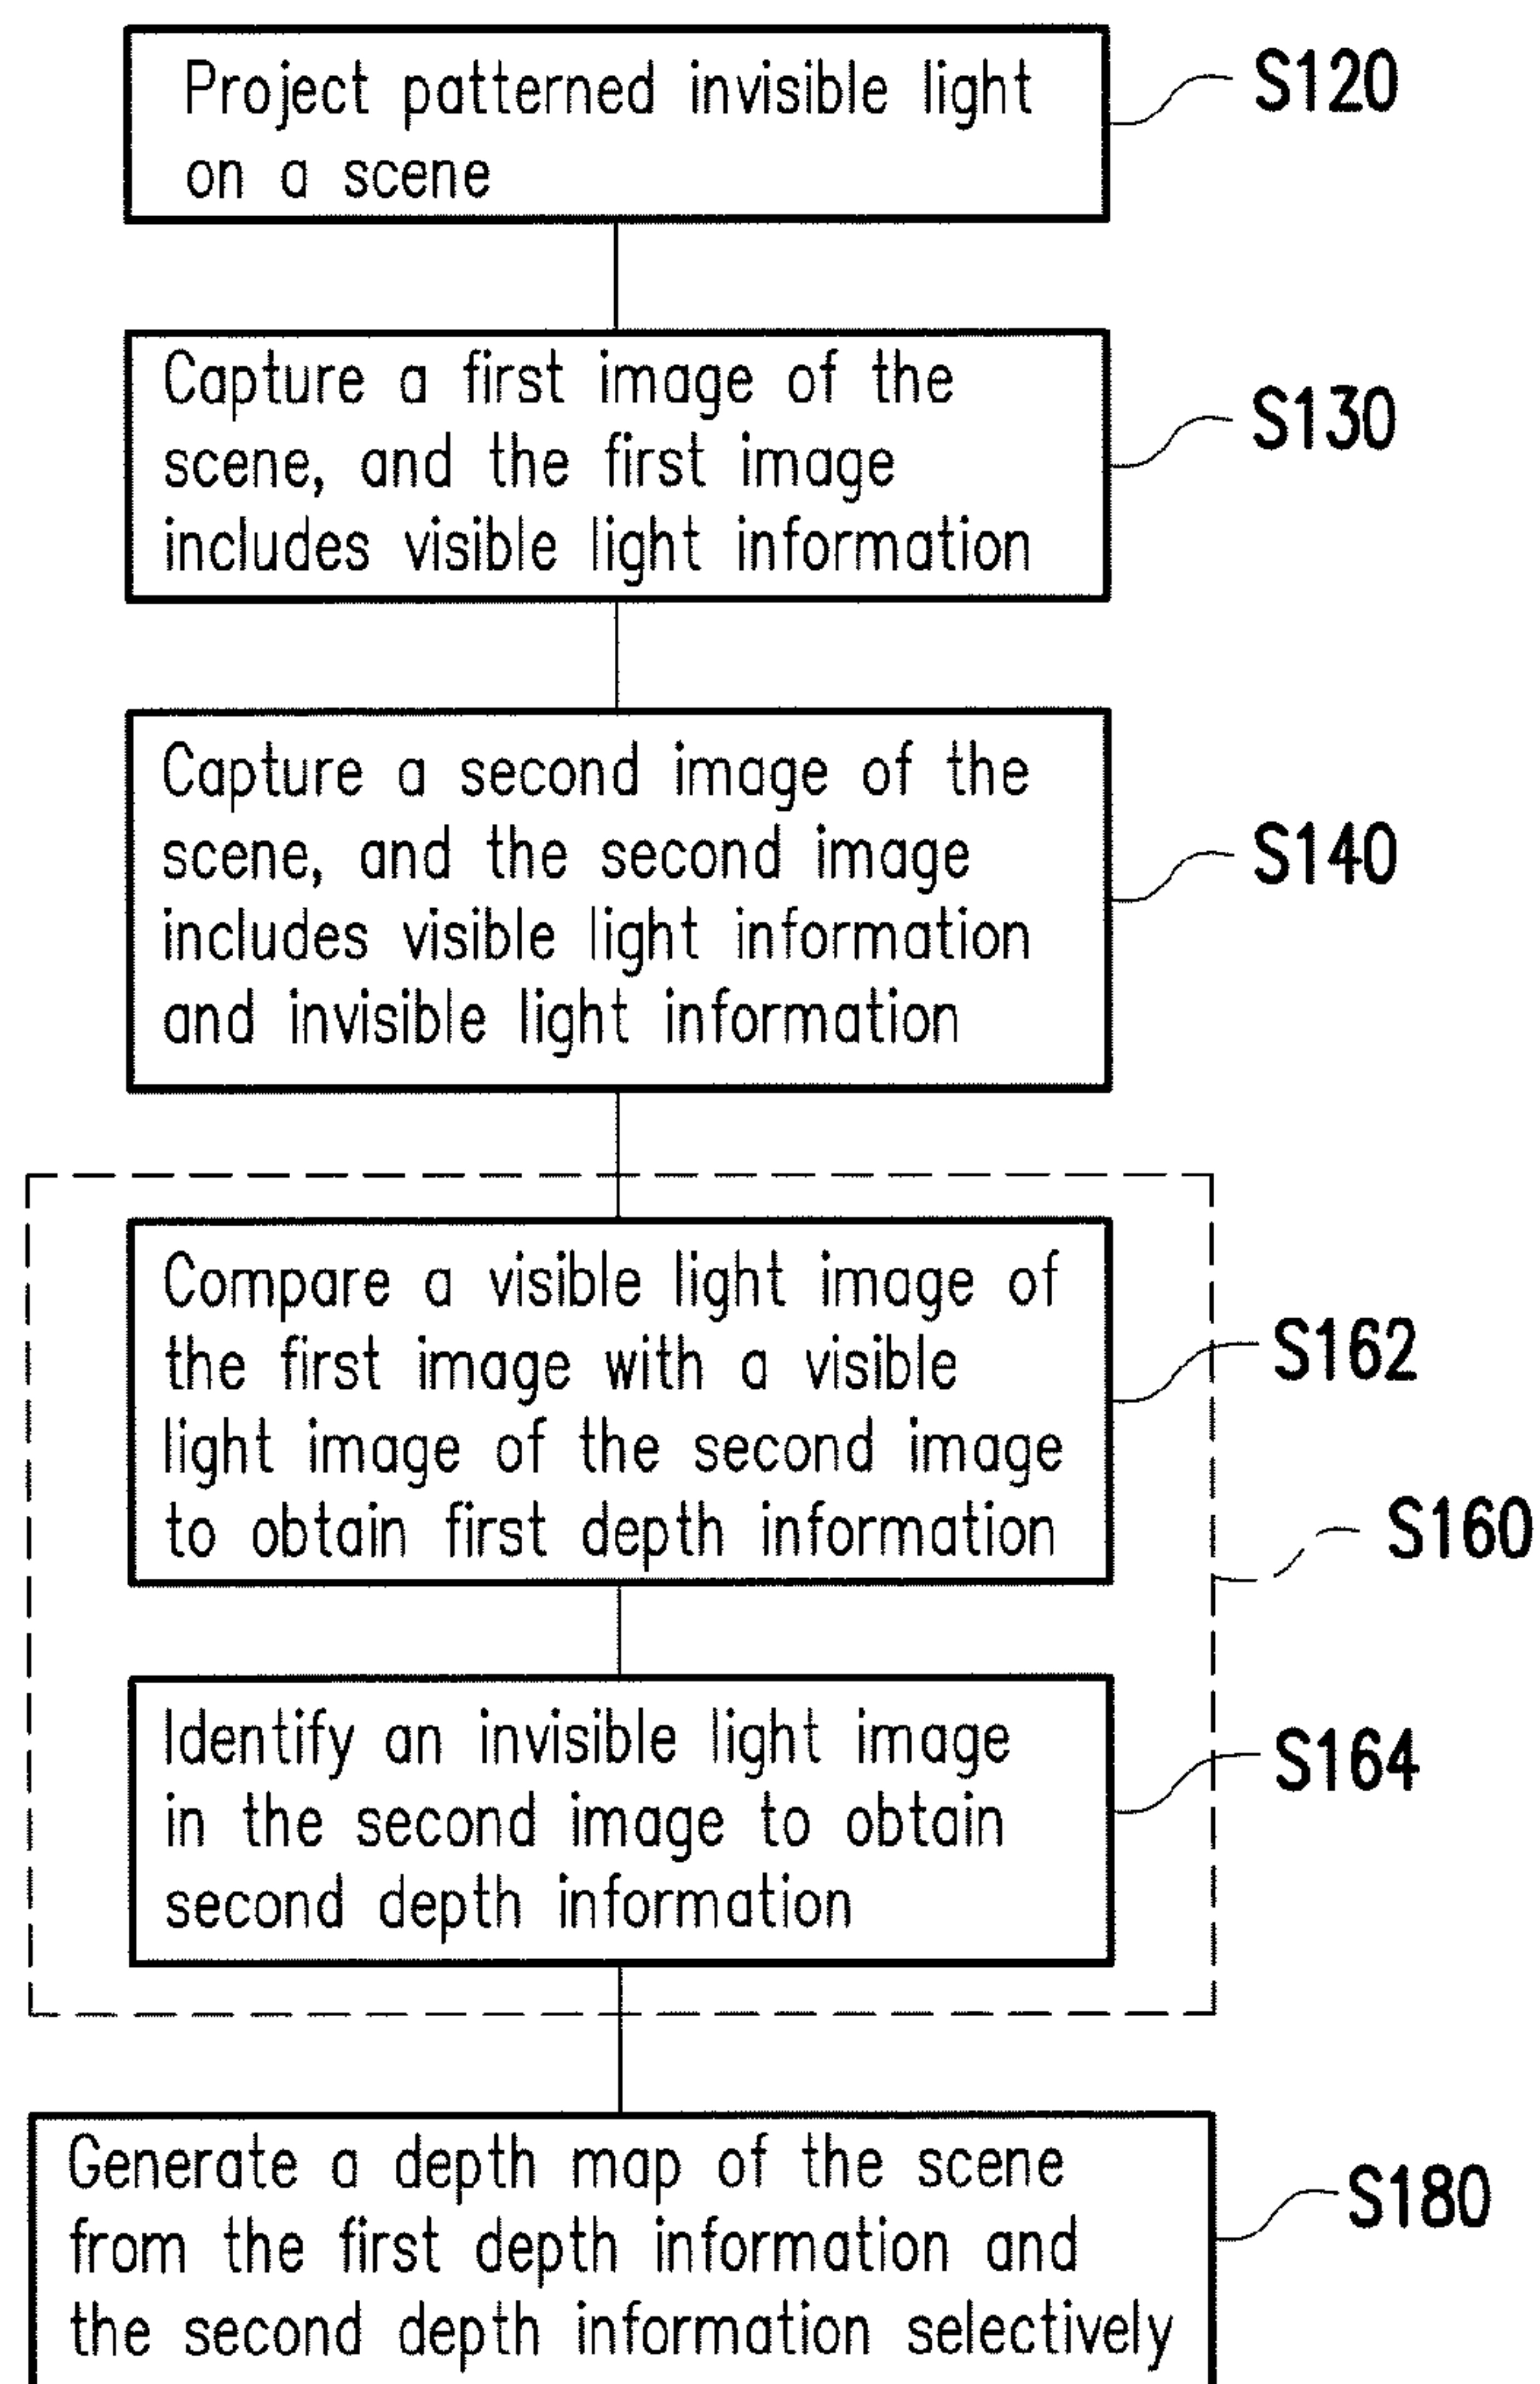 Project patterned invisible light
on a scene
S120
Capture a first image of the
scene, and the first image
includes visible light information
S130
Capture a second image of the
scene, and the second image
includes visible light information
and invisible light information
S140
Compare a visible light image of
the first image with a visible
light image of the second image
to obtain first depth information
S162
S160
Identify an invisible light image
in the second image to obtain
second depth information
S164
Generate a depth map of the scene
from the first depth information and
the second depth information selectively
S180